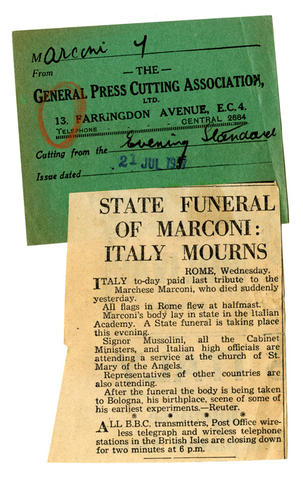 Marconi 7
From
— THE —
GENERAL PRESS CUTTING ASSOCIATION,
LTD.
13, FARRINGDON AVENUE, E.C.4.
TELEPHONE CENTRAL 2664
Cutting from the Evening Standard
Issue dated 21 JUL 1937
STATE FUNERAL
OF MARCONI:
ITALY MOURNS
ROME, Wednesday.
ITALY to-day paid last tribute to the
Marchese Marconi, who died suddenly
yesterday.
All flags in Rome flew at halfmast.
Marconi's body lay in state in the Italian
Academy. A State funeral is taking place
this evening.
Signor Mussolini, all the Cabinet
Ministers, and Italian high officials are
attending a service at the church of St.
Mary of the Angels.
Representatives of other countries are
also attending.
After the funeral the body is being taken
to Bologna, his birthplace, scene of some of
his earliest experiments.—Reuter.
ALL B.B.C. transmitters, Post Office wire-
less telegraph and wireless telephone
stations in the British Isles are closing down
for two minutes at 6 p.m.